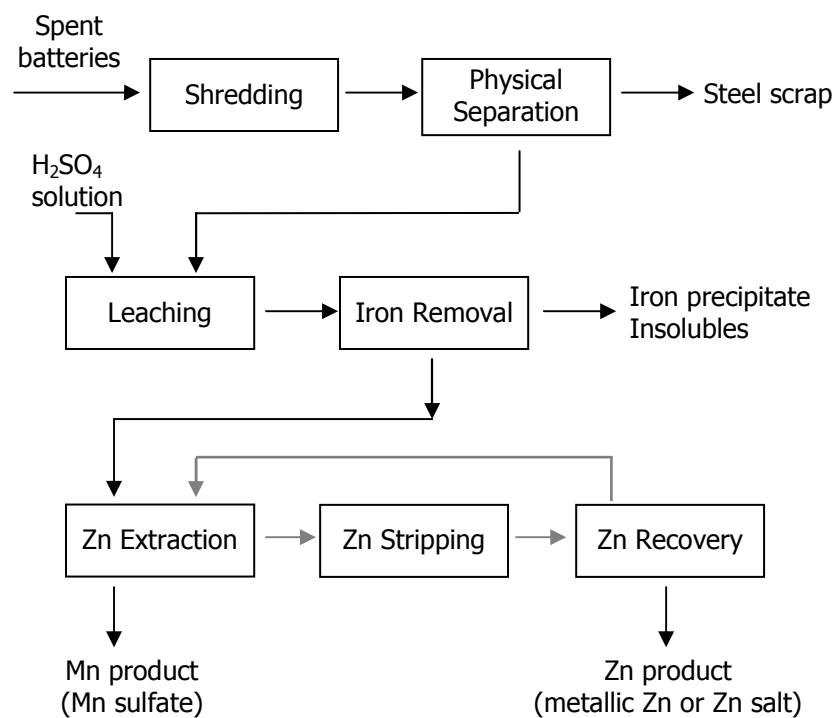 Spent
batteries
Shredding
Physical
Separation
Steel scrap
H₂SO₄
solution
Leaching
Iron Removal
Iron precipitate
Insolubles
Zn Extraction
Zn Stripping
Zn Recovery
Mn product
(Mn sulfate)
Zn product
(metallic Zn or Zn salt)